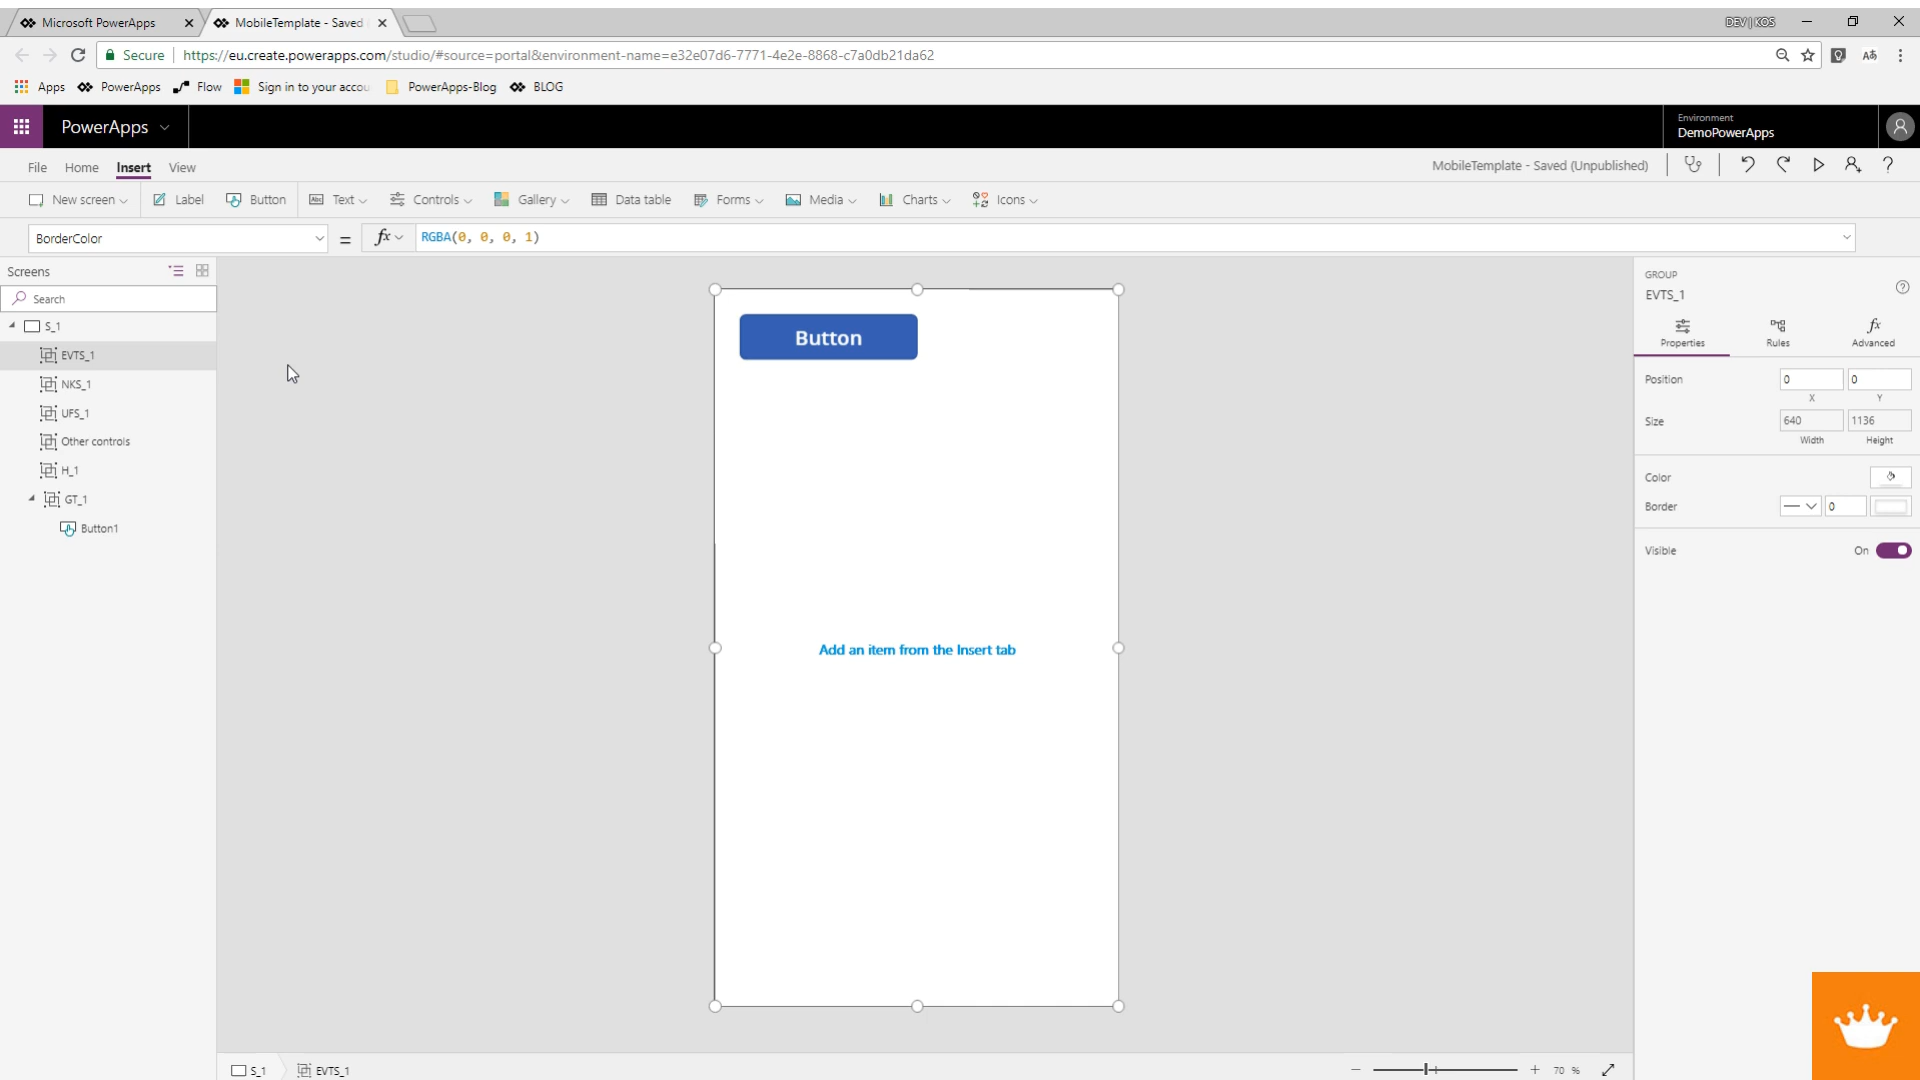 Microsoft PowerApps
MobileTemplate - Saved
DEV | KOS
Secure https://eu.create.powerapps.com/studio/#source=portal&environment-name=e32e07d6-7771-4e2e-8868-c7a0db21da62
Apps PowerApps Flow Sign in to your accou PowerApps-Blog BLOG
PowerApps
Environment
DemoPowerApps
File Home Insert View
MobileTemplate - Saved (Unpublished)
New screen Label Button Text Controls Gallery Data table Forms Media Charts Icons
BorderColor = fx RGBA(0, 0, 0, 1)
Screens
Search
S_1
EVTS_1
NKS_1
UFS_1
Other controls
H_1
GT_1
Button1
Button
Add an item from the Insert tab
GROUP
EVTS_1
Properties Rules Advanced
Position 0 0
X Y
Size 640 1136
Width Height
Color
Border 0
Visible On
S_1 EVTS_1
70 %